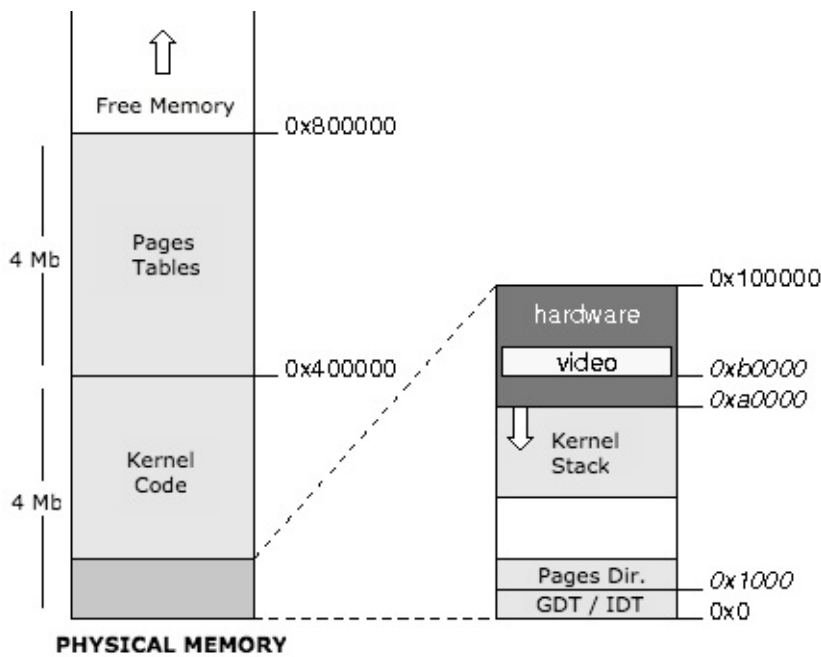 Free Memory
0x800000
4 Mb
Pages
Tables
0x400000
4 Mb
Kernel
Code
PHYSICAL MEMORY
0x100000
hardware
video
0xb0000
0xa0000
Kernel
Stack
Pages Dir.
0x1000
GDT / IDT
0x0